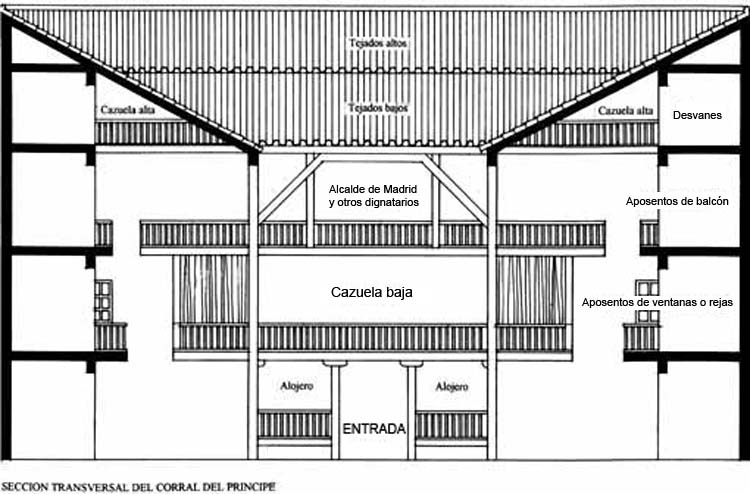 Tejados altos
Tejados bajos
Cazuela alta
Cazuela alta
Desvanes
Alcalde de Madrid
y otros dignatarios
Aposentos de balcón
Cazuela baja
Aposentos de ventanas o rejas
Alojero
Alojero
ENTRADA
SECCION TRANSVERSAL DEL CORRAL DEL PRINCIPE